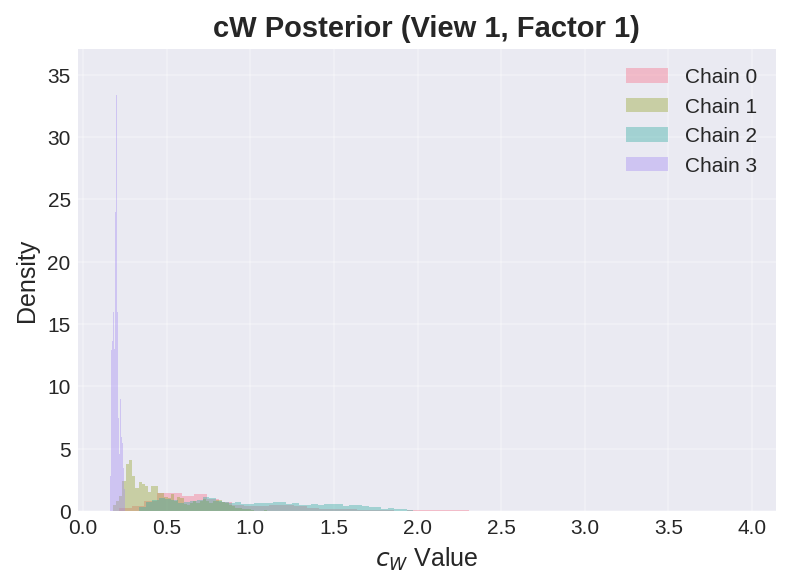 cW Posterior (View 1, Factor 1)
Chain 0
Chain 1
Chain 2
Chain 3
Density
35
30
25
20
15
10
5
0
0.0 0.5 1.0 1.5 2.0 2.5 3.0 3.5 4.0
c_W Value